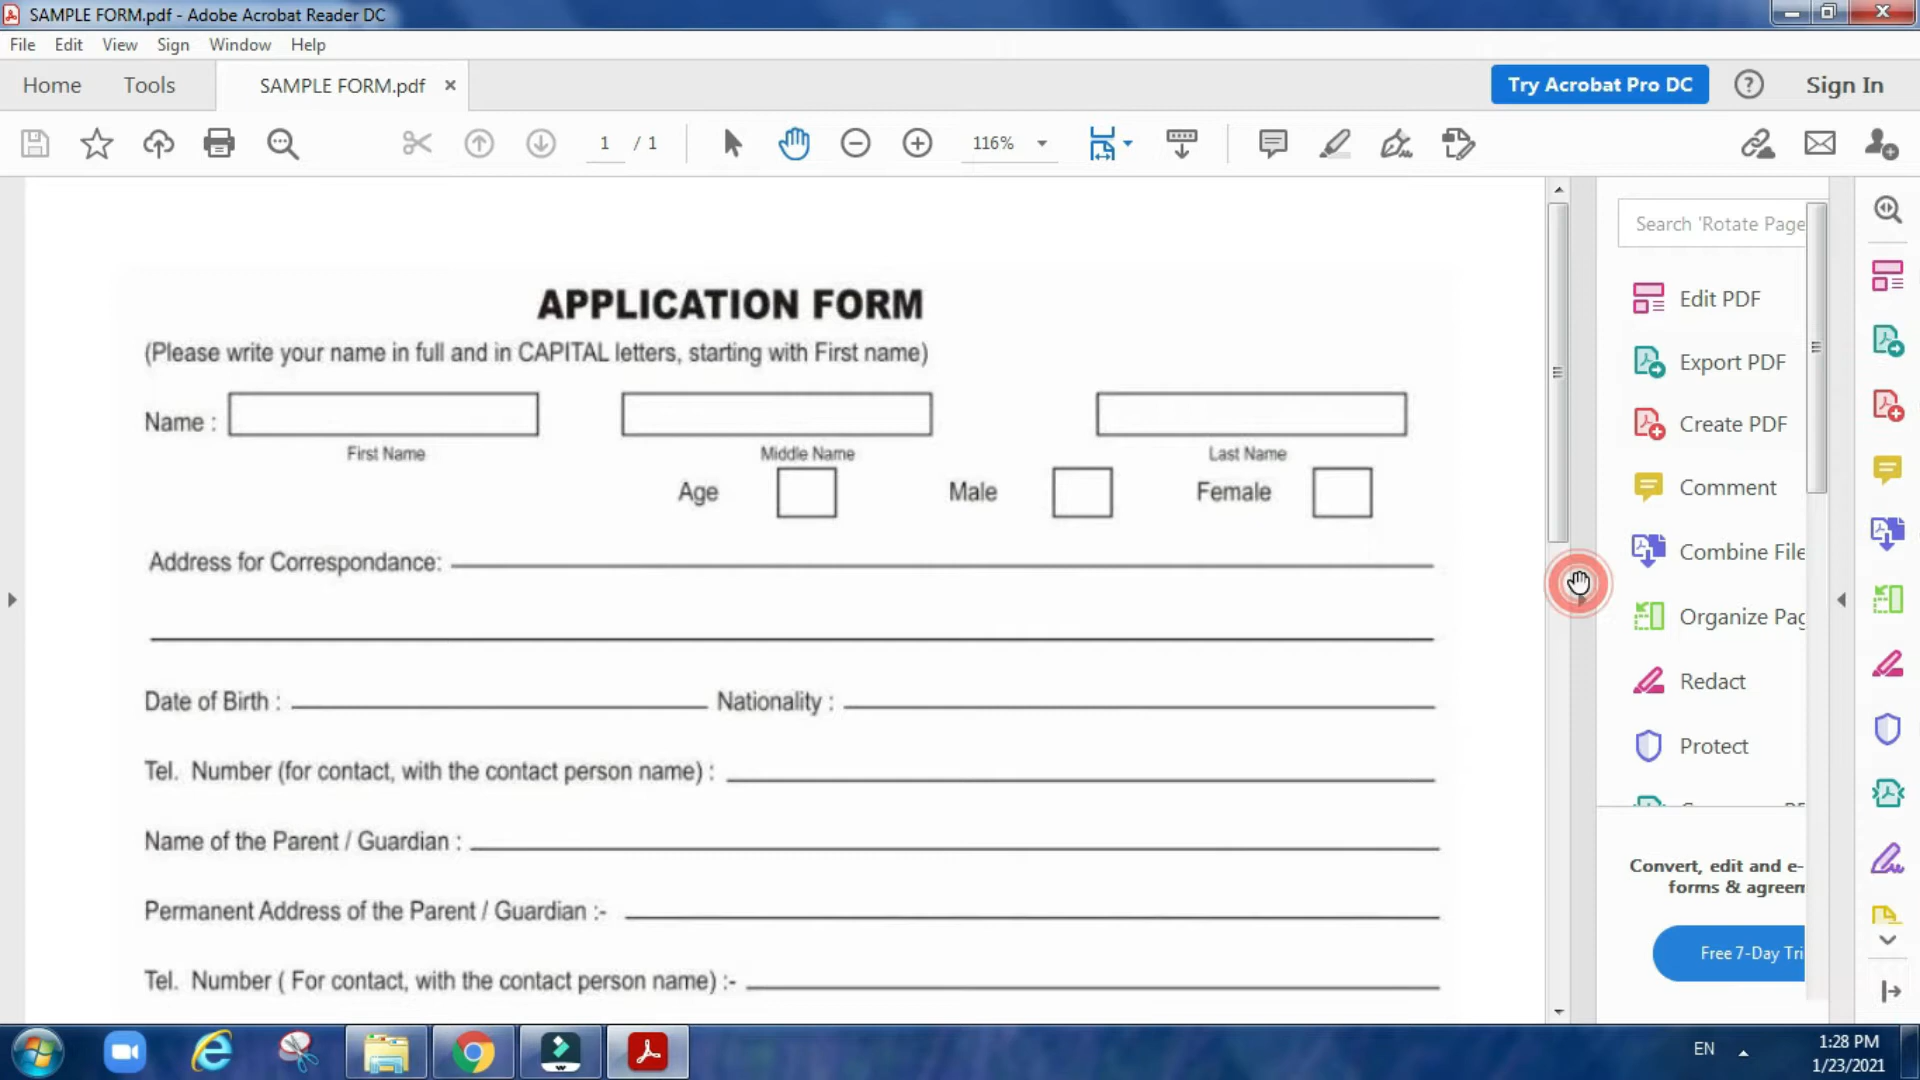 SAMPLE FORM.pdf - Adobe Acrobat Reader DC
File Edit View Sign Window Help
Home Tools SAMPLE FORM.pdf × Try Acrobat Pro DC ? Sign In
1 / 1 116%
Search 'Rotate Page
APPLICATION FORM
(Please write your name in full and in CAPITAL letters, starting with First name)
Name :
First Name Middle Name Last Name
Age Male Female
Address for Correspondance:
Date of Birth : Nationality :
Tel. Number (for contact, with the contact person name) :
Name of the Parent / Guardian :
Permanent Address of the Parent / Guardian :-
Tel. Number ( For contact, with the contact person name) :-
Edit PDF
Export PDF
Create PDF
Comment
Combine File
Organize Pag
Redact
Protect
Convert, edit and e-
forms & agreem
Free 7-Day Tri
EN
1:28 PM
1/23/2021